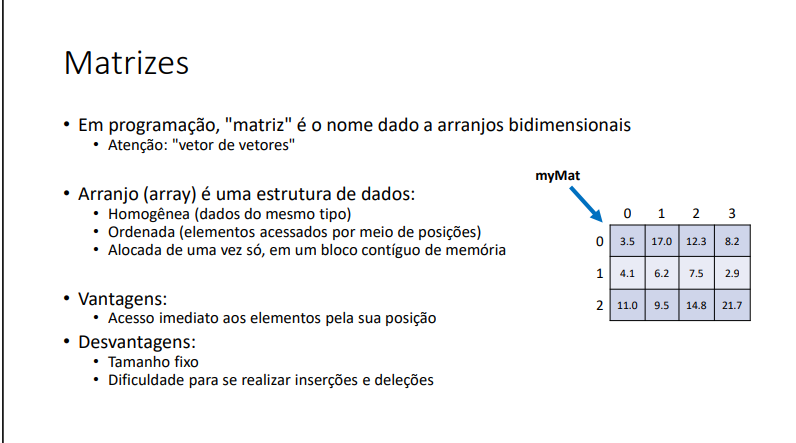 Matrizes
• Em programação, "matriz" é o nome dado a arranjos bidimensionais
• Atenção: "vetor de vetores"
• Arranjo (array) é uma estrutura de dados:
• Homogênea (dados do mesmo tipo)
• Ordenada (elementos acessados por meio de posições)
• Alocada de uma vez só, em um bloco contíguo de memória
• Vantagens:
• Acesso imediato aos elementos pela sua posição
• Desvantagens:
• Tamanho fixo
• Dificuldade para se realizar inserções e deleções
myMat
0 1 2 3
0 3.5 17.0 12.3 8.2
1 4.1 6.2 7.5 2.9
2 11.0 9.5 14.8 21.7